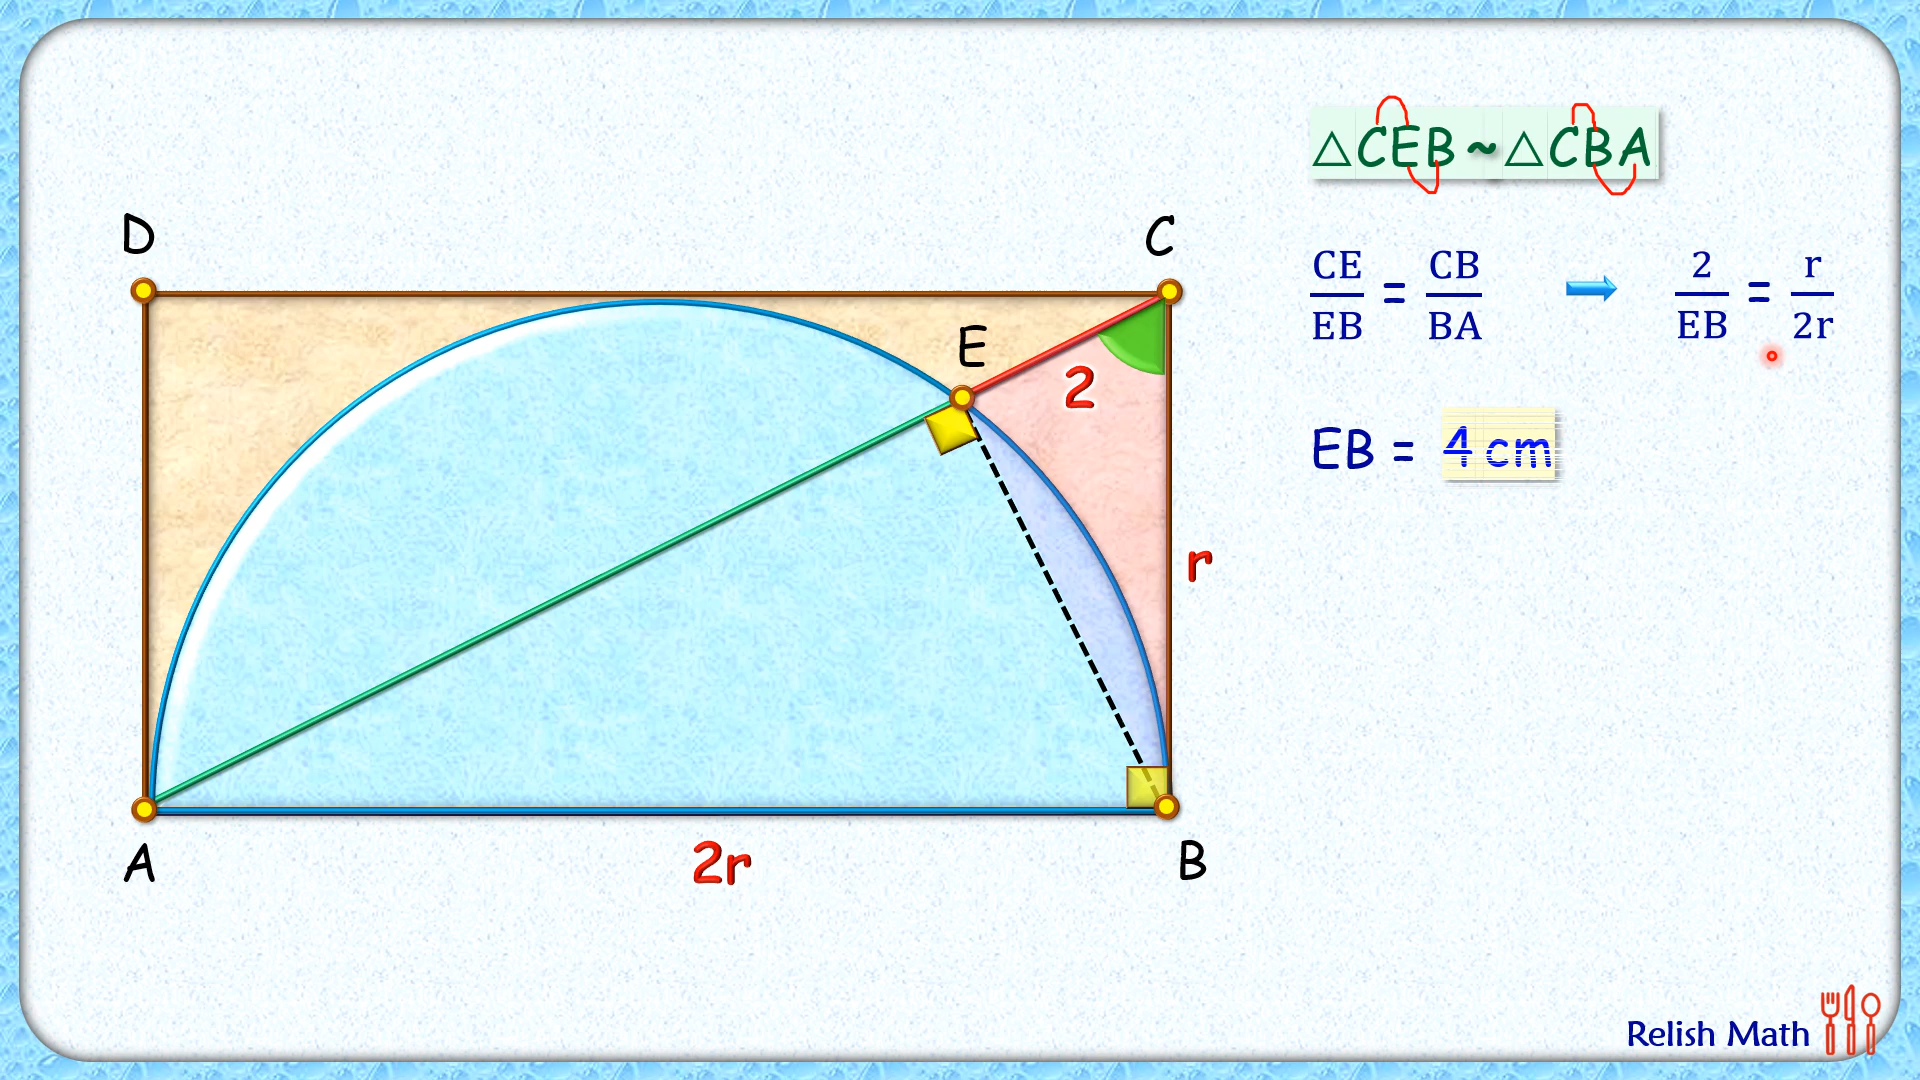 △CEB ~ △CBA
D
C
CE/EB = CB/BA → 2/EB = r/2r
E
2
EB = 4 cm
r
A
2r
B
Relish Math